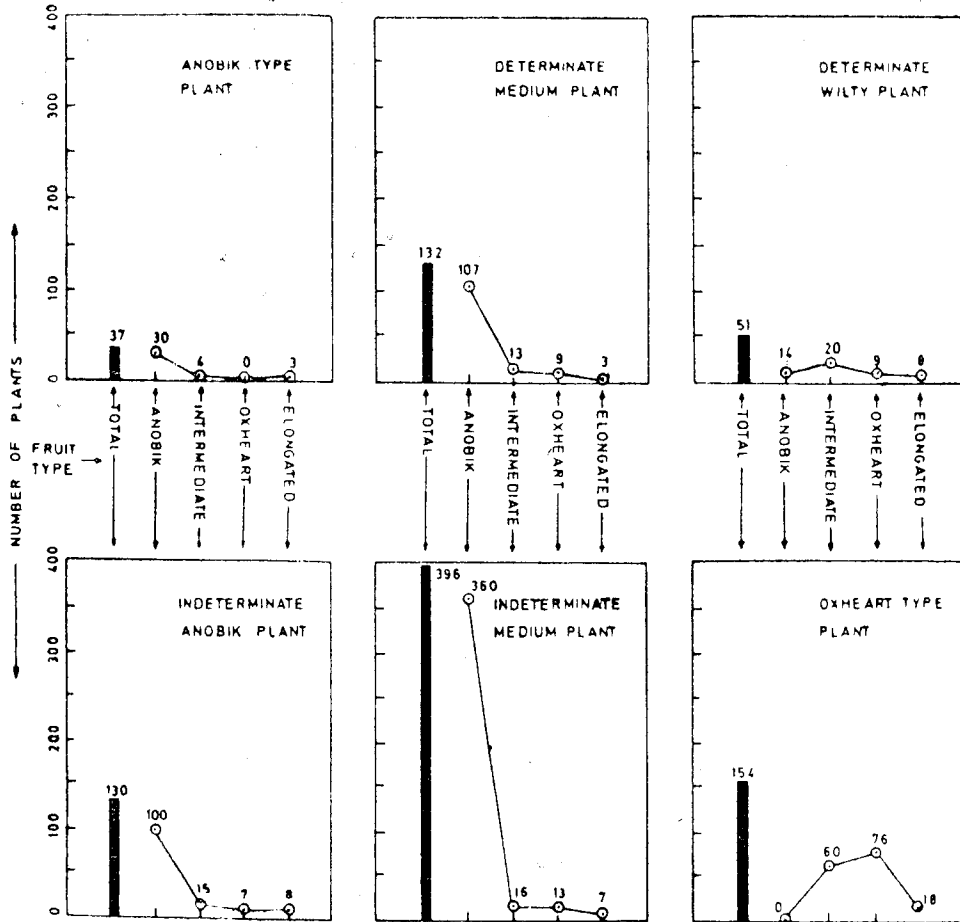 NUMBER OF PLANTS
400
300
200
100
0
ANOBIK TYPE
PLANT
37
30
4
0
3
DETERMINATE
MEDIUM PLANT
132
107
13
9
3
DETERMINATE
WILTY PLANT
51
14
20
9
8
FRUIT
TYPE
TOTAL
ANOBIK
INTERMEDIATE
OXHEART
ELONGATED
TOTAL
ANOBIK
INTERMEDIATE
OXHEART
ELONGATED
TOTAL
ANOBIK
INTERMEDIATE
OXHEART
ELONGATED
400
300
200
100
0
INDETERMINATE
ANOBIK PLANT
130
100
15
7
8
INDETERMINATE
MEDIUM PLANT
396
360
16
13
7
OXHEART TYPE
PLANT
154
0
60
76
18